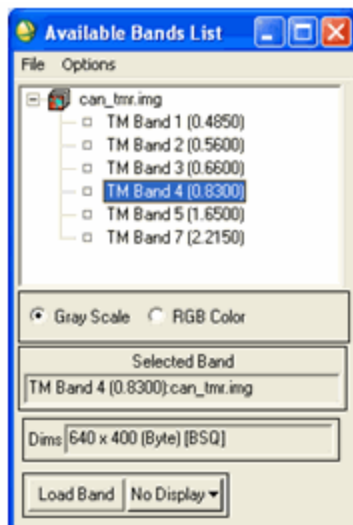 Available Bands List
File Options
can_tmr.img
TM Band 1 (0.4850)
TM Band 2 (0.5600)
TM Band 3 (0.6600)
TM Band 4 (0.8300)
TM Band 5 (1.6500)
TM Band 7 (2.2150)
Gray Scale RGB Color
Selected Band
TM Band 4 (0.8300):can_tmr.img
Dims 640 x 400 (Byte) [BSQ]
Load Band No Display